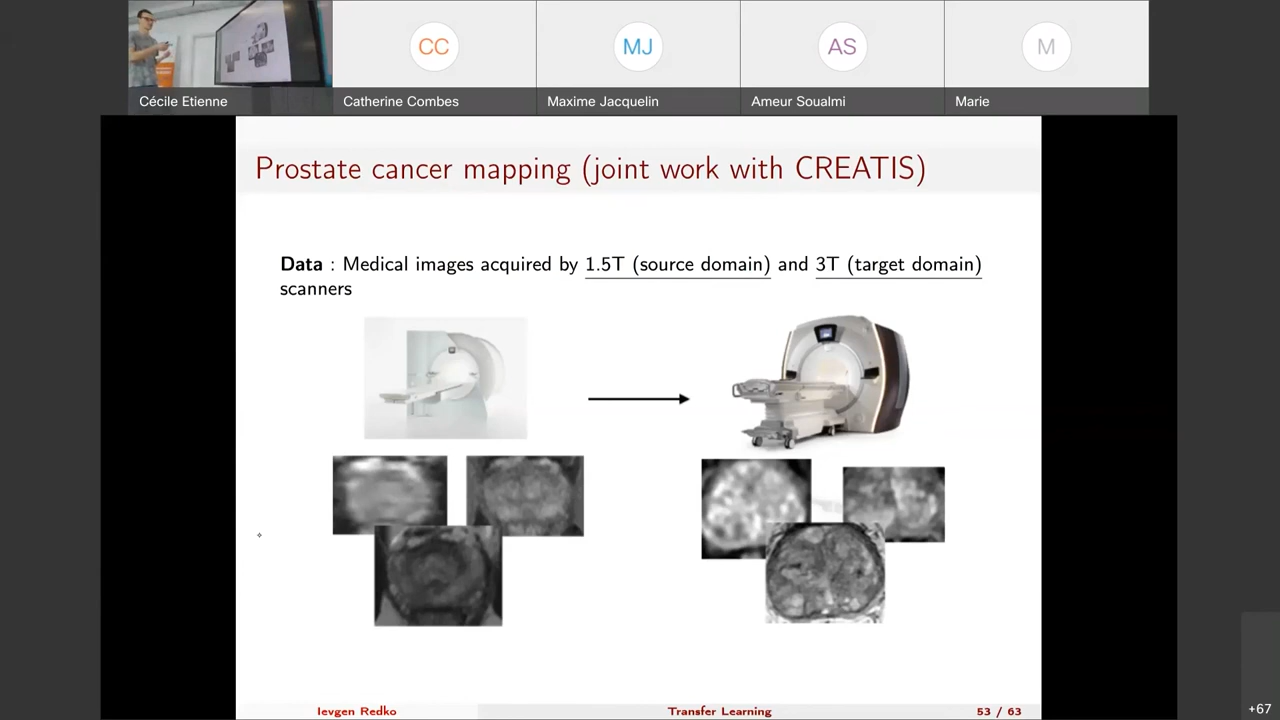 CC
MJ
AS
M
Cécile Etienne
Catherine Combes
Maxime Jacquelin
Ameur Soualmi
Marie
Prostate cancer mapping (joint work with CREATIS)
Data : Medical images acquired by 1.5T (source domain) and 3T (target domain)
scanners
Ievgen Redko
Transfer Learning
53 / 63
+67